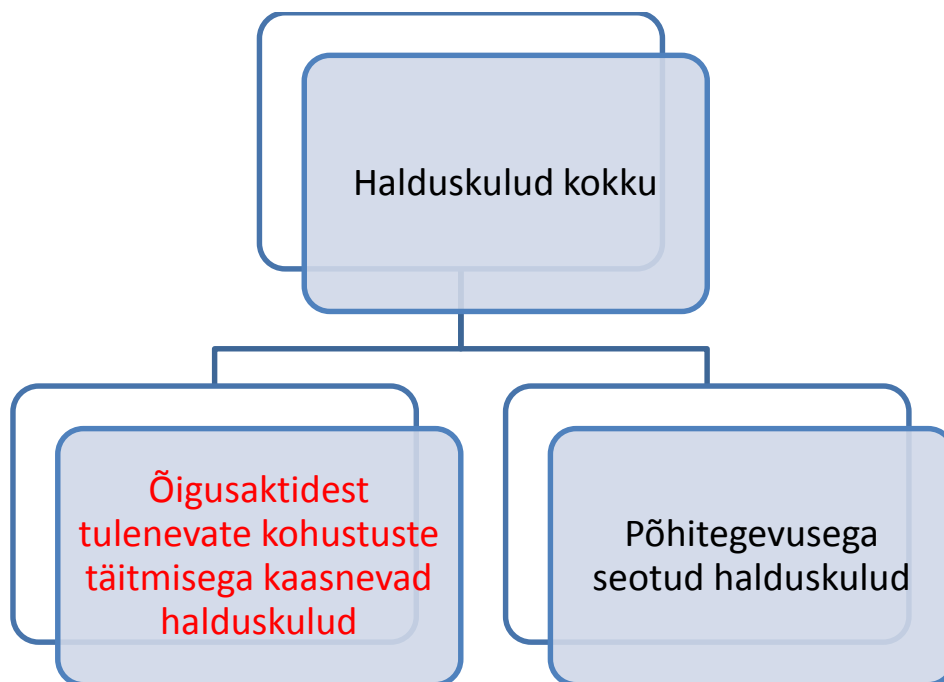 Halduskulud kokku
Õigusaktidest
tulenevate kohustuste
täitmisega kaasnevad
halduskulud
Põhitegevusega
seotud halduskulud